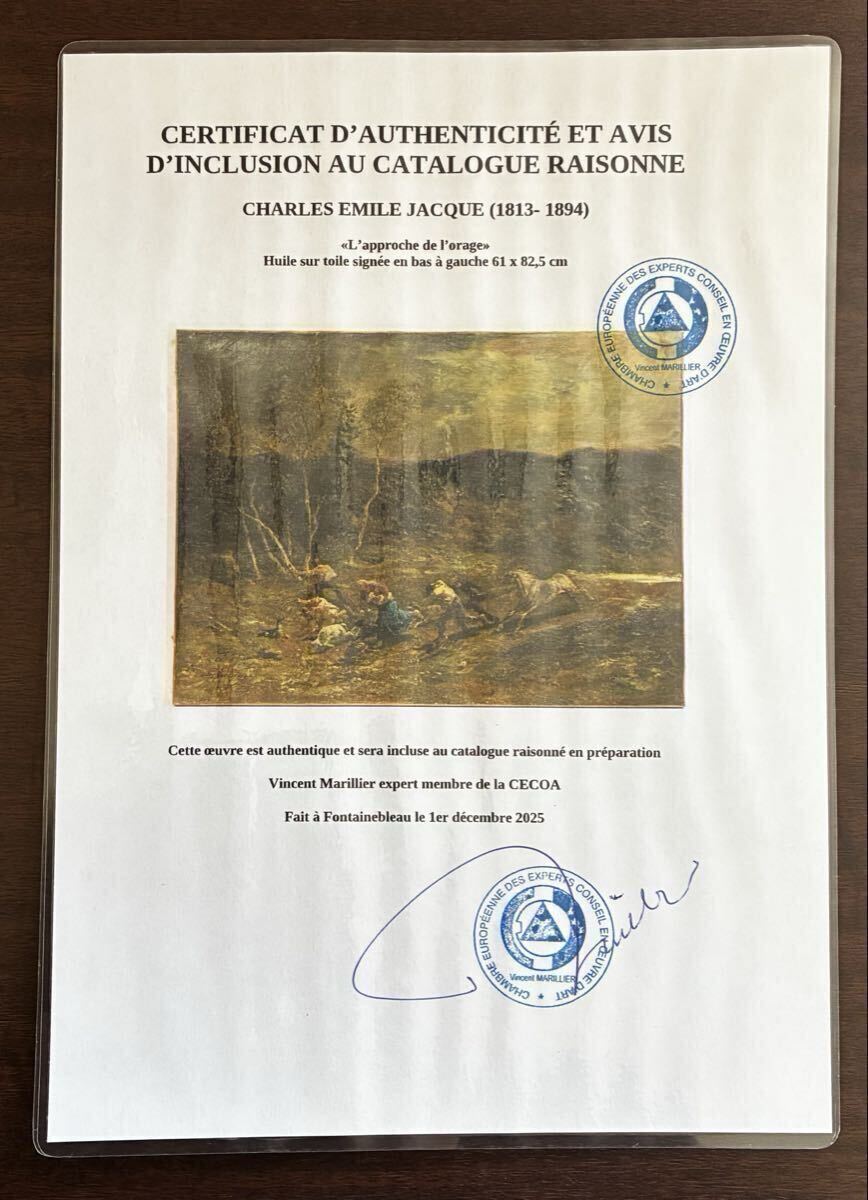 CERTIFICAT D’AUTHENTICITÉ ET AVIS
D’INCLUSION AU CATALOGUE RAISONNE
CHARLES EMILE JACQUE (1813- 1894)
«L’approche de l’orage»
Huile sur toile signée en bas à gauche 61 x 82,5 cm
CHAMBRE EUROPÉENNE DES EXPERTS CONSEIL EN ŒUVRE D'ART
Vincent MARILLIER
Cette œuvre est authentique et sera incluse au catalogue raisonné en préparation
Vincent Marillier expert membre de la CECOA
Fait à Fontainebleau le 1er décembre 2025
CHAMBRE EUROPÉENNE DES EXPERTS CONSEIL EN ŒUVRE D'ART
Vincent MARILLIER